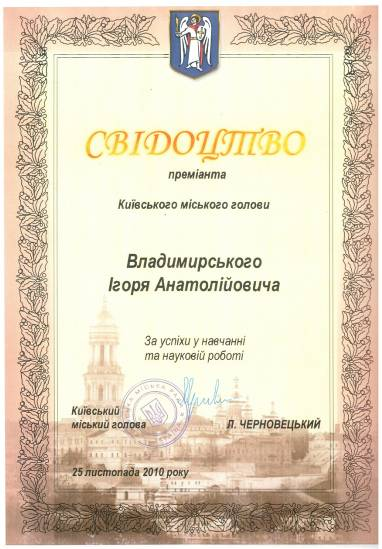 СВІДОЦТВО
преміанта
Київського міського голови
Владимирського
Ігоря Анатолійовича
За успіхи у навчанні
та науковій роботі
Київський
міський голова
Л. ЧЕРНОВЕЦЬКИЙ
25 листопада 2010 року